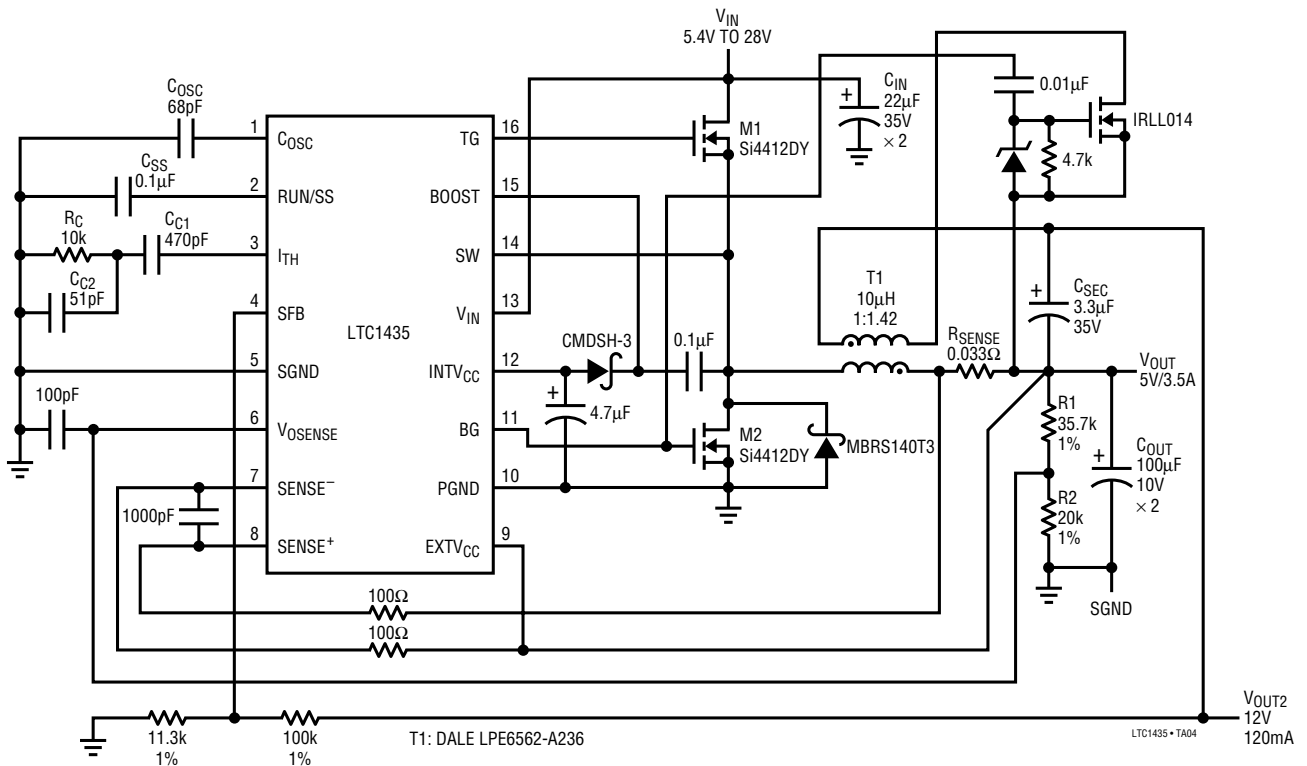 V_IN
5.4V TO 28V
C_OSC
68pF
1
C_OSC
C_SS
0.1µF
2
RUN/SS
R_C
10k
C_C1
470pF
3
I_TH
C_C2
51pF
4
SFB
5
SGND
100pF
6
V_OSENSE
7
SENSE⁻
1000pF
8
SENSE⁺
LTC1435
TG
16
BOOST
15
SW
14
V_IN
13
INTV_CC
12
BG
11
PGND
10
EXTV_CC
9
M1
Si4412DY
+
C_IN
22µF
35V
× 2
0.01µF
IRLL014
4.7k
CMDSH-3
0.1µF
+
4.7µF
M2
Si4412DY
MBRS140T3
T1
10µH
1:1.42
R_SENSE
0.033Ω
+
C_SEC
3.3µF
35V
V_OUT
5V/3.5A
R1
35.7k
1%
R2
20k
1%
+
C_OUT
100µF
10V
× 2
SGND
100Ω
100Ω
11.3k
1%
100k
1%
T1: DALE LPE6562-A236
V_OUT2
12V
120mA
LTC1435 • TA04